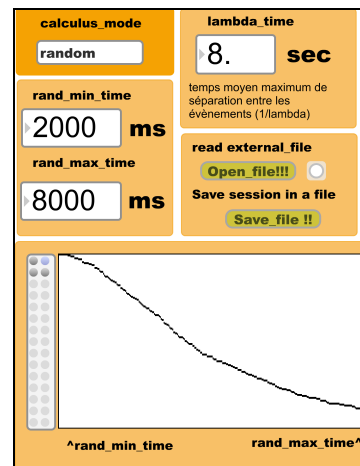 calculus_mode
random
rand_min_time
2000 ms
rand_max_time
8000 ms
lambda_time
8. sec
temps moyen maximum de
séparation entre les
évènements (1/lambda)
read external_file
Open_file!!!
Save session in a file
Save_file !!
^rand_min_time
rand_max_time^